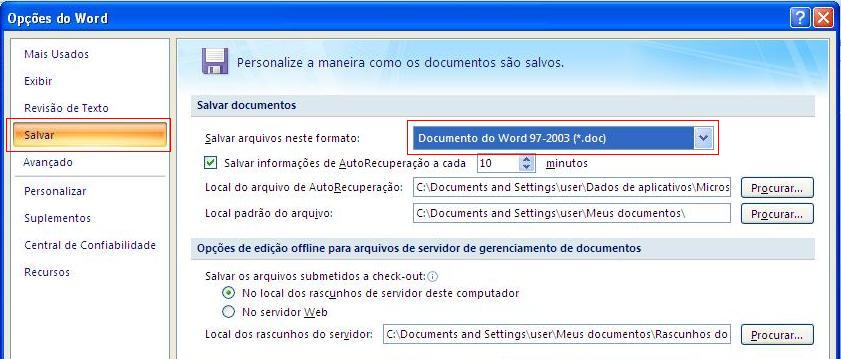 Opções do Word
Mais Usados
Exibir
Revisão de Texto
Salvar
Avançado
Personalizar
Suplementos
Central de Confiabilidade
Recursos
Personalize a maneira como os documentos são salvos.
Salvar documentos
Salvar arquivos neste formato: Documento do Word 97-2003 (*.doc)
Salvar informações de AutoRecuperação a cada 10 minutos
Local do arquivo de AutoRecuperação: C:\Documents and Settings\user\Dados de aplicativos\Micros Procurar...
Local padrão do arquivo: C:\Documents and Settings\user\Meus documentos\ Procurar...
Opções de edição offline para arquivos de servidor de gerenciamento de documentos
Salvar os arquivos submetidos a check-out:
No local dos rascunhos de servidor deste computador
No servidor Web
Local dos rascunhos do servidor: C:\Documents and Settings\user\Meus documentos\Rascunhos do Procurar...